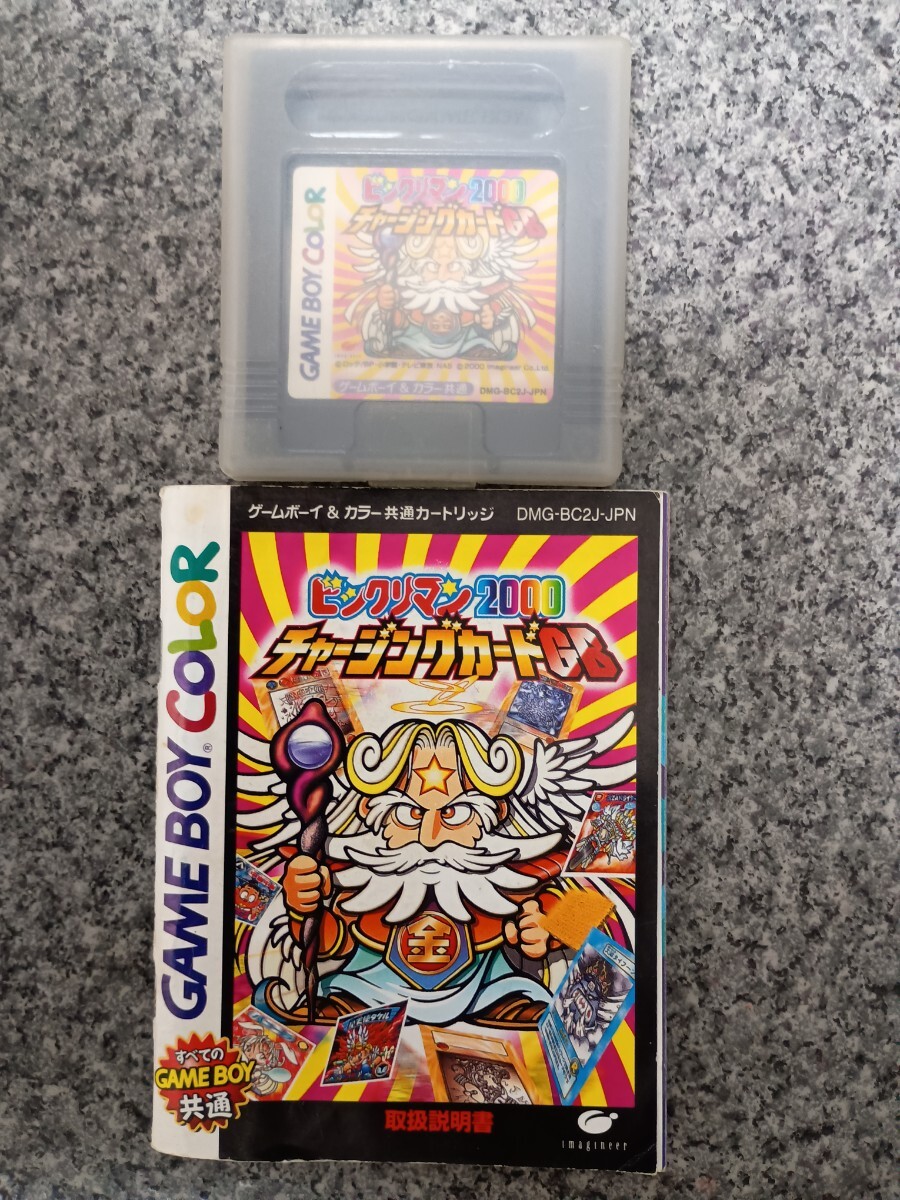 GAME BOY COLOR
ビックリマン2000
チャージングカードGB
© 2000 Imagineer Co., Ltd.
ゲームボーイ & カラー共通
DMG-BC2J-JPN
ゲームボーイ & カラー共通カートリッジ DMG-BC2J-JPN
GAME BOY® COLOR
ビックリマン2000
チャージングカードGB
金
すべての
GAME BOY
共通
取扱説明書
imagineer